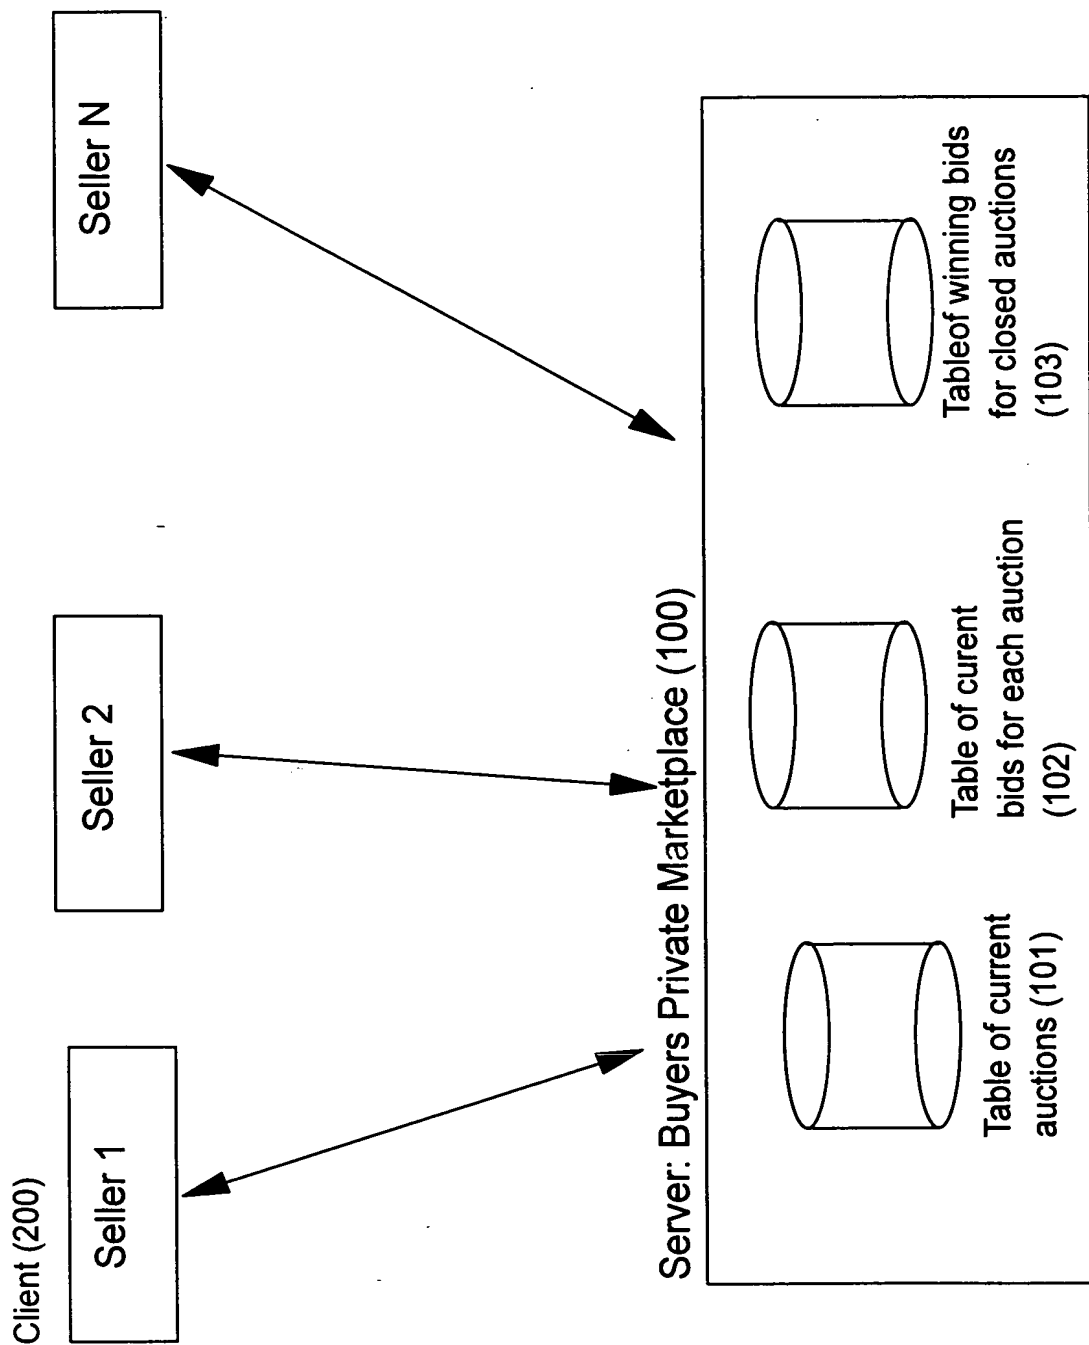 Client (200)
Seller 1
Seller 2
Seller N
Server: Buyers Private Marketplace (100)
Table of current
auctions (101)
Table of curent
bids for each auction
(102)
Tableof winning bids
for closed auctions
(103)